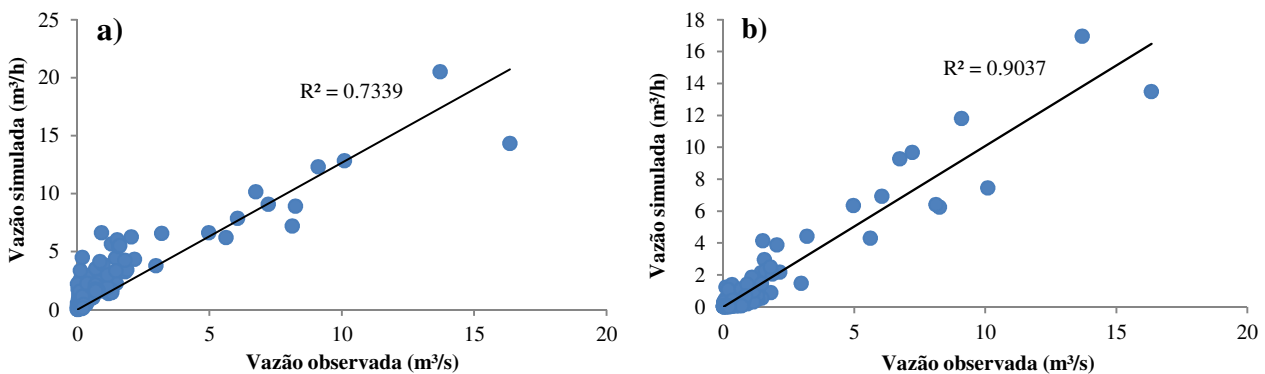 a)
Vazão simulada (m³/h)
25
20
15
10
5
0
R² = 0.7339
0 5 10 15 20
Vazão observada (m³/s)
b)
Vazão simulada (m³/h)
18
16
14
12
10
8
6
4
2
0
R² = 0.9037
0 5 10 15 20
Vazão observada (m³/s)